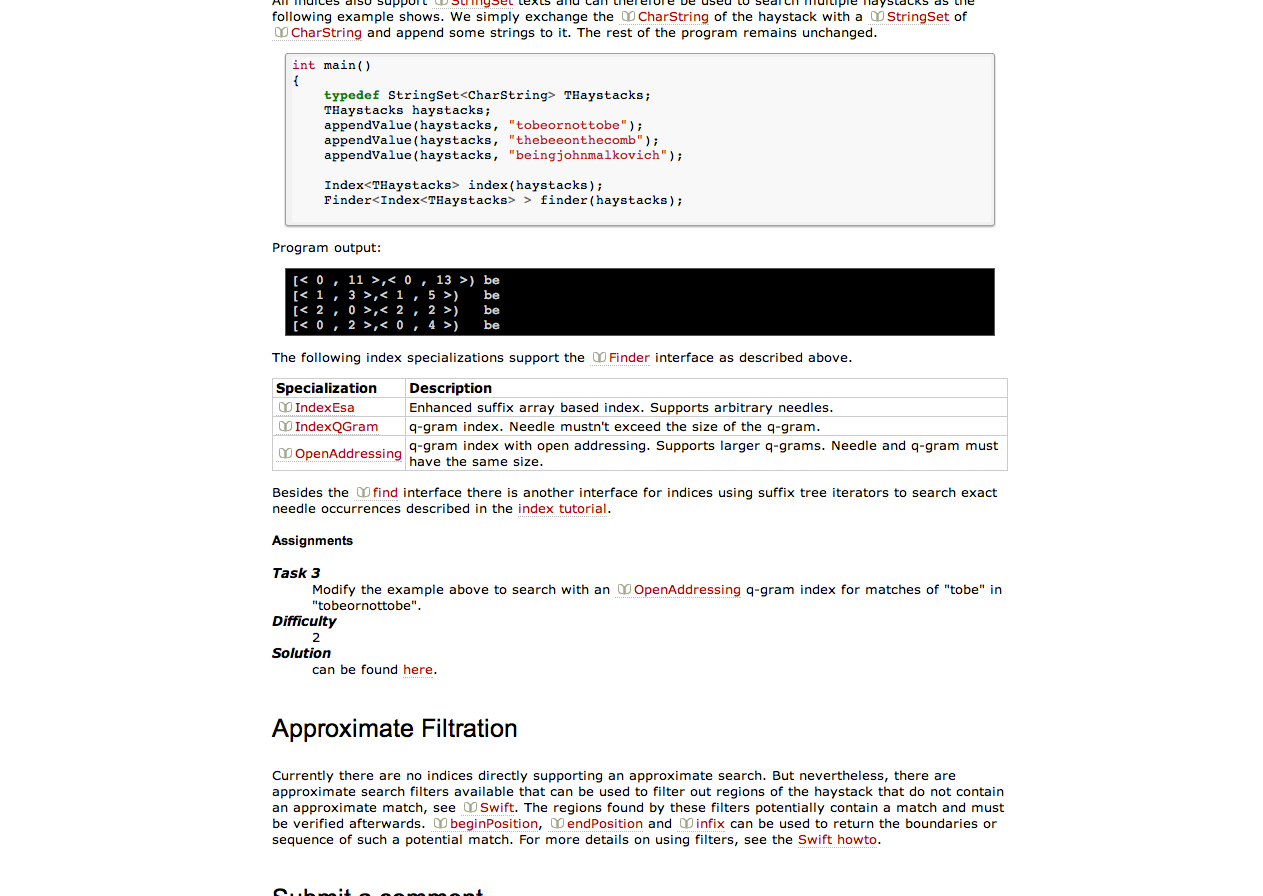 All indices also support StringSet texts and can therefore be used to search multiple haystacks as the
following example shows. We simply exchange the CharString of the haystack with a StringSet of
CharString and append some strings to it. The rest of the program remains unchanged.
int main()
{
    typedef StringSet<CharString> THaystacks;
    THaystacks haystacks;
    appendValue(haystacks, "tobeornottobe");
    appendValue(haystacks, "thebeeonthecomb");
    appendValue(haystacks, "beingjohnmalkovich");

    Index<THaystacks> index(haystacks);
    Finder<Index<THaystacks> > finder(haystacks);
Program output:
[< 0 , 11 >,< 0 , 13 >) be
[< 1 , 3 >,< 1 , 5 >)   be
[< 2 , 0 >,< 2 , 2 >)   be
[< 0 , 2 >,< 0 , 4 >)   be
The following index specializations support the Finder interface as described above.
Specialization Description
IndexEsa Enhanced suffix array based index. Supports arbitrary needles.
IndexQGram q-gram index. Needle mustn't exceed the size of the q-gram.
OpenAddressing q-gram index with open addressing. Supports larger q-grams. Needle and q-gram must
have the same size.
Besides the find interface there is another interface for indices using suffix tree iterators to search exact
needle occurrences described in the index tutorial.
Assignments
Task 3
Modify the example above to search with an OpenAddressing q-gram index for matches of "tobe" in
"tobeornottobe".
Difficulty
2
Solution
can be found here.
Approximate Filtration
Currently there are no indices directly supporting an approximate search. But nevertheless, there are
approximate search filters available that can be used to filter out regions of the haystack that do not contain
an approximate match, see Swift. The regions found by these filters potentially contain a match and must
be verified afterwards. beginPosition, endPosition and infix can be used to return the boundaries or
sequence of such a potential match. For more details on using filters, see the Swift howto.
Submit a comment